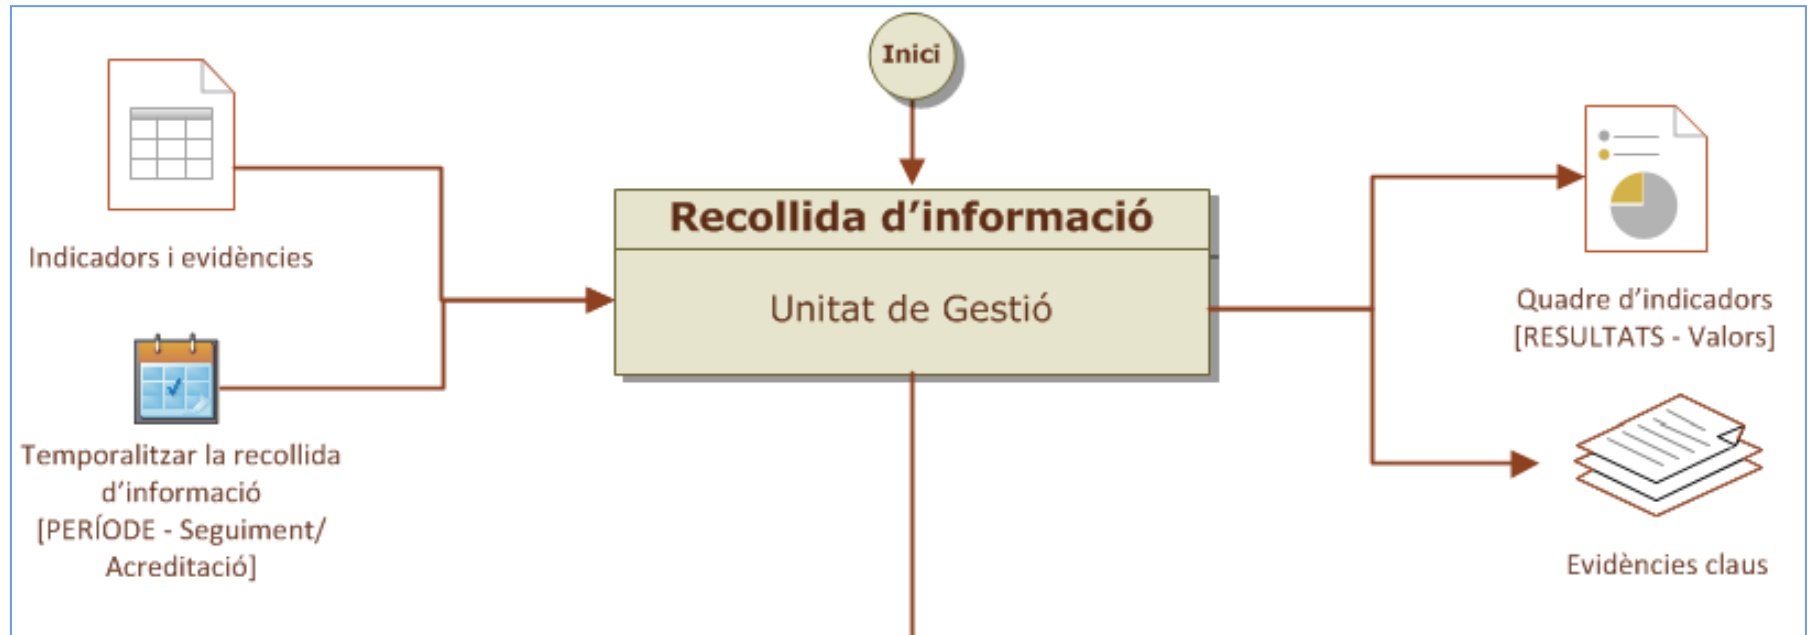 Inici
Indicadors i evidències
Temporalitzar la recollida
d’informació
[PERÍODE - Seguiment/
Acreditació]
Recollida d’informació
Unitat de Gestió
Quadre d’indicadors
[RESULTATS - Valors]
Evidències claus